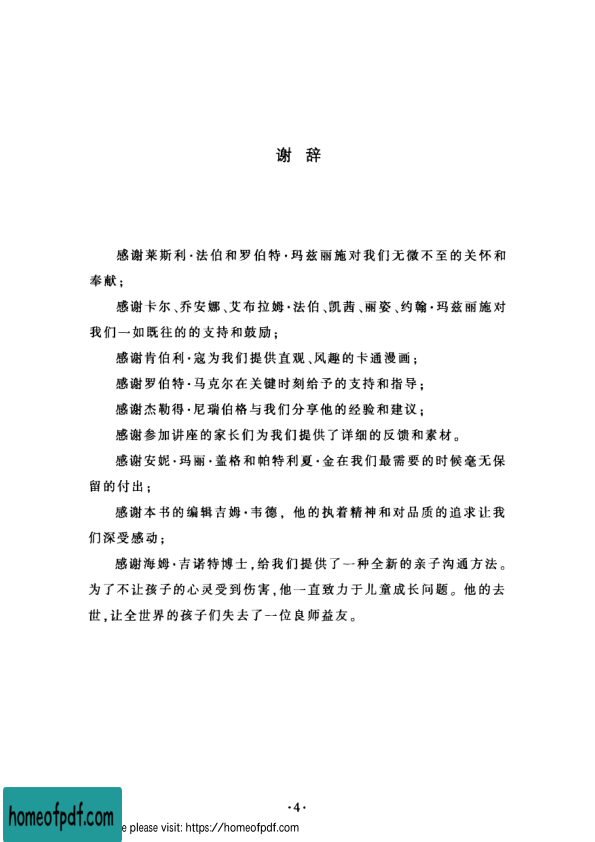 谢 辞
感谢莱斯利·法伯和罗伯特·玛兹丽施对我们无微不至的关怀和
奉献;
感谢卡尔、乔安娜、艾布拉姆·法伯、凯茜、丽姿、约翰·玛兹丽施对
我们一如既往的的支持和鼓励;
感谢肯伯利·寇为我们提供直观、风趣的卡通漫画;
感谢罗伯特·马克尔在关键时刻给予的支持和指导;
感谢杰勒得·尼瑞伯格与我们分享他的经验和建议;
感谢参加讲座的家长们为我们提供了详细的反馈和素材。
感谢安妮·玛丽·盖格和帕特利夏·金在我们最需要的时候毫无保
留的付出;
感谢本书的编辑吉姆·韦德, 他的执着精神和对品质的追求让我
们深受感动;
感谢海姆·吉诺特博士,给我们提供了一种全新的亲子沟通方法。
为了不让孩子的心灵受到伤害,他一直致力于儿童成长问题。他的去
世,让全世界的孩子们失去了一位良师益友。
·4·
homeofpdf.com
e please visit: https://homeofpdf.com